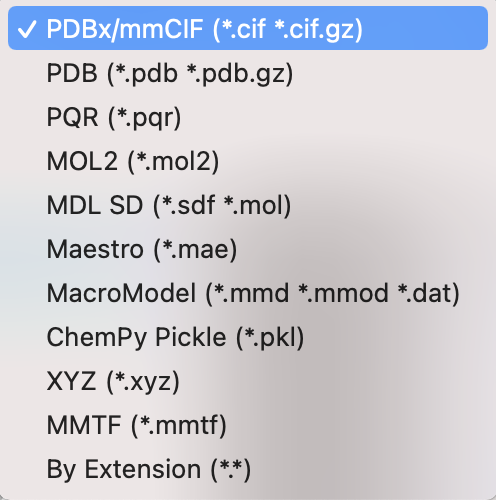 ✓ PDBx/mmCIF (*.cif *.cif.gz)
PDB (*.pdb *.pdb.gz)
PQR (*.pqr)
MOL2 (*.mol2)
MDL SD (*.sdf *.mol)
Maestro (*.mae)
MacroModel (*.mmd *.mmod *.dat)
ChemPy Pickle (*.pkl)
XYZ (*.xyz)
MMTF (*.mmtf)
By Extension (*.*)